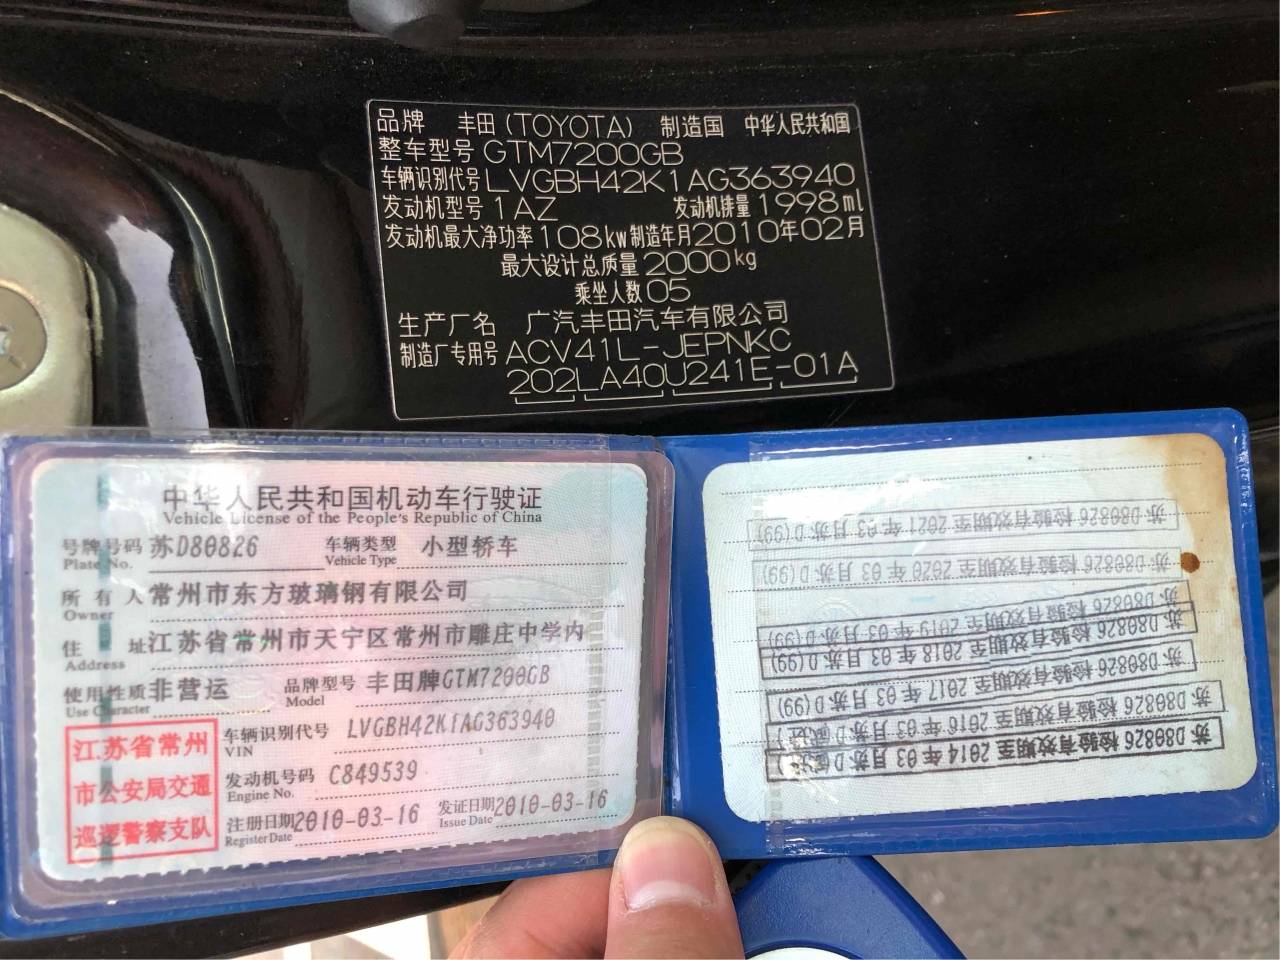 品牌 丰田(TOYOTA) 制造国 中华人民共和国
整车型号 GTM7200GB
车辆识别代号 LVGBH42K1AG363940
发动机型号 1AZ 发动机排量 1998ml
发动机最大净功率 108kw 制造年月 2010年02月
最大设计总质量 2000kg
乘坐人数 05
生产厂名 广汽丰田汽车有限公司
制造厂专用号 ACV41L-JEPNKC
202LA40U241E-01A
中华人民共和国机动车行驶证
Vehicle License of the People's Republic of China
号牌号码 苏D80826 车辆类型 小型轿车
Plate No. Vehicle Type
所有人 常州市东方玻璃钢有限公司
Owner
住址 江苏省常州市天宁区常州市雕庄中学内
Address
使用性质 非营运 品牌型号 丰田牌GTM7200GB
Use Character Model
江苏省常州
市公安局交通
巡逻警察支队
车辆识别代号 LVGBH42K1AG363940
VIN
发动机号码 C849539
Engine No.
注册日期 2010-03-16 发证日期 2010-03-16
Register Date Issue Date
苏D80826 检验有效期至 2021年03月苏D(99)
苏D80826 检验有效期至 2020年03月苏D(99)
苏D80826 检验有效期至 2019年03月苏D(99)
苏D80826 检验有效期至 2018年03月苏D(99)
苏D80826 检验有效期至 2017年03月苏D(99)
苏D80826 检验有效期至 2016年03月苏D
苏D80826 检验有效期至 2014年03月苏D